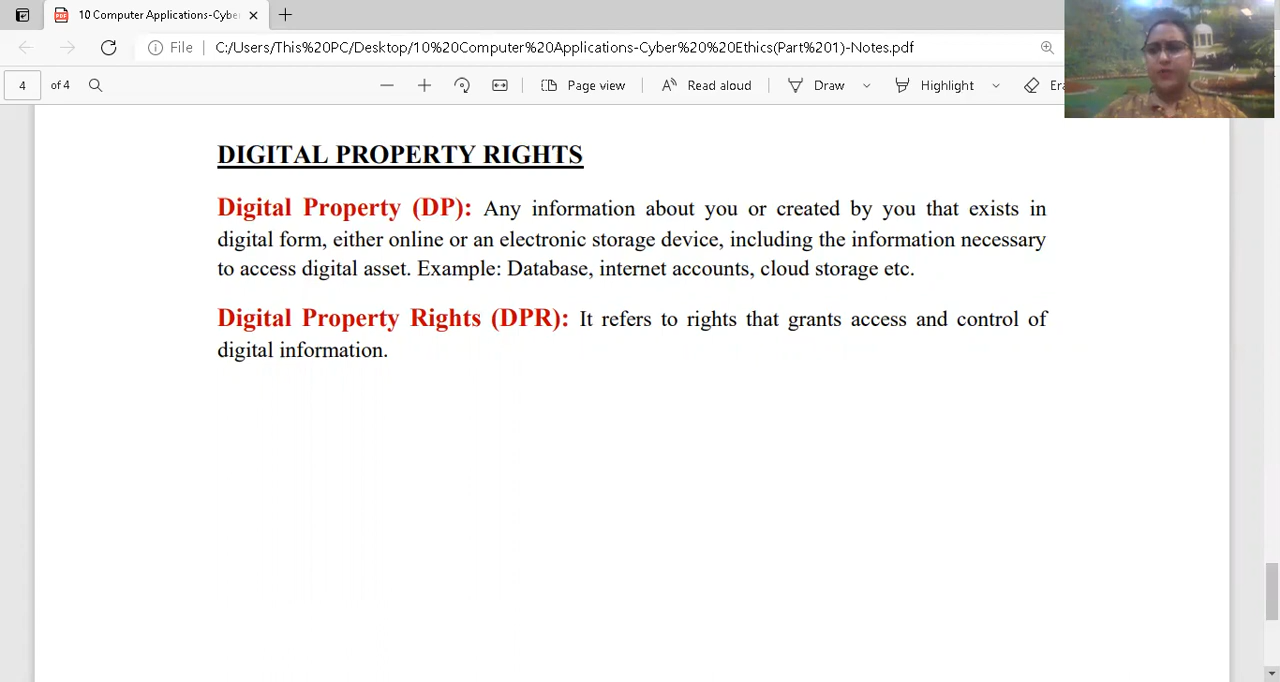 10 Computer Applications-Cyber
File
C:/Users/This%20PC/Desktop/10%20Computer%20Applications-Cyber%20%20Ethics(Part%201)-Notes.pdf
4 of 4
Page view
Read aloud
Draw
Highlight
DIGITAL PROPERTY RIGHTS
Digital Property (DP): Any information about you or created by you that exists in
digital form, either online or an electronic storage device, including the information necessary
to access digital asset. Example: Database, internet accounts, cloud storage etc.
Digital Property Rights (DPR): It refers to rights that grants access and control of
digital information.